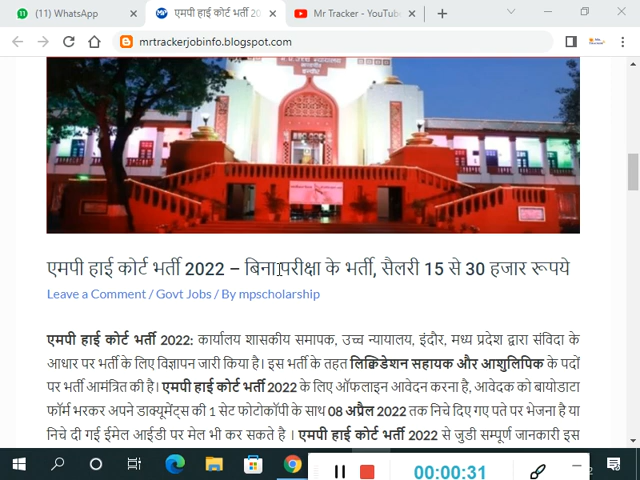 (11) WhatsApp
एमपी हाई कोर्ट भर्ती 20
Mr Tracker - YouTube
mrtrackerjobinfo.blogspot.com
एमपी हाई कोर्ट भर्ती 2022 – बिना परीक्षा के भर्ती, सैलरी 15 से 30 हजार रूपये
Leave a Comment / Govt Jobs / By mpscholarship
एमपी हाई कोर्ट भर्ती 2022: कार्यालय शासकीय समापक, उच्च न्यायालय, इंदौर, मध्य प्रदेश द्वारा संविदा के
आधार पर भर्ती के लिए विज्ञापन जारी किया है। इस भर्ती के तहत लिक्विडेशन सहायक और आशुलिपिक के पदों
पर भर्ती आमंत्रित की है। एमपी हाई कोर्ट भर्ती 2022 के लिए ऑफलाइन आवेदन करना है, आवेदक को बायोडाटा
फॉर्म भरकर अपने डाक्यूमेंट्स की 1 सेट फोटोकॉपी के साथ 08 अप्रैल 2022 तक निचे दिए गए पते पर भेजना है या
निचे दी गई ईमेल आईडी पर मेल भी कर सकते है । एमपी हाई कोर्ट भर्ती 2022 से जुडी सम्पूर्ण जानकारी इस
00:00:31